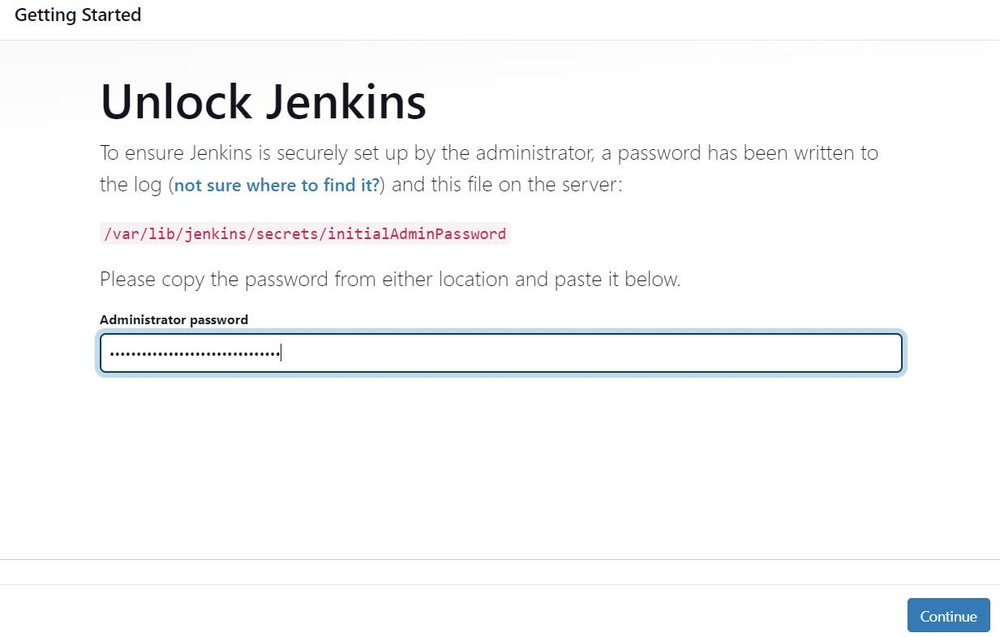 Getting Started
Unlock Jenkins
To ensure Jenkins is securely set up by the administrator, a password has been written to
the log (not sure where to find it?) and this file on the server:
/var/lib/jenkins/secrets/initialAdminPassword
Please copy the password from either location and paste it below.
Administrator password
••••••••••••••••••••••••••••••••
Continue